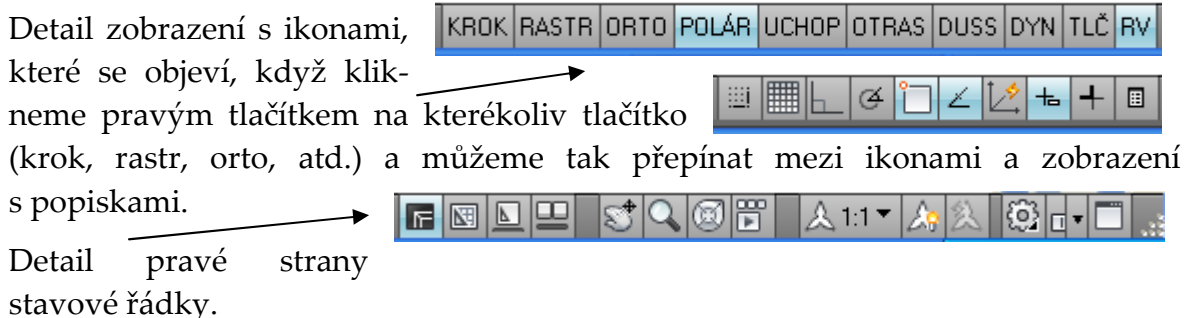 Detail zobrazení s ikonami,
KROK RASTR ORTO POLÁR UCHOP OTRAS DUSS DYN TLČ RV
které se objeví, když klik-
neme pravým tlačítkem na kterékoliv tlačítko
(krok, rastr, orto, atd.) a můžeme tak přepínat mezi ikonami a zobrazení
s popiskami.
1:1
Detail pravé strany
stavové řádky.